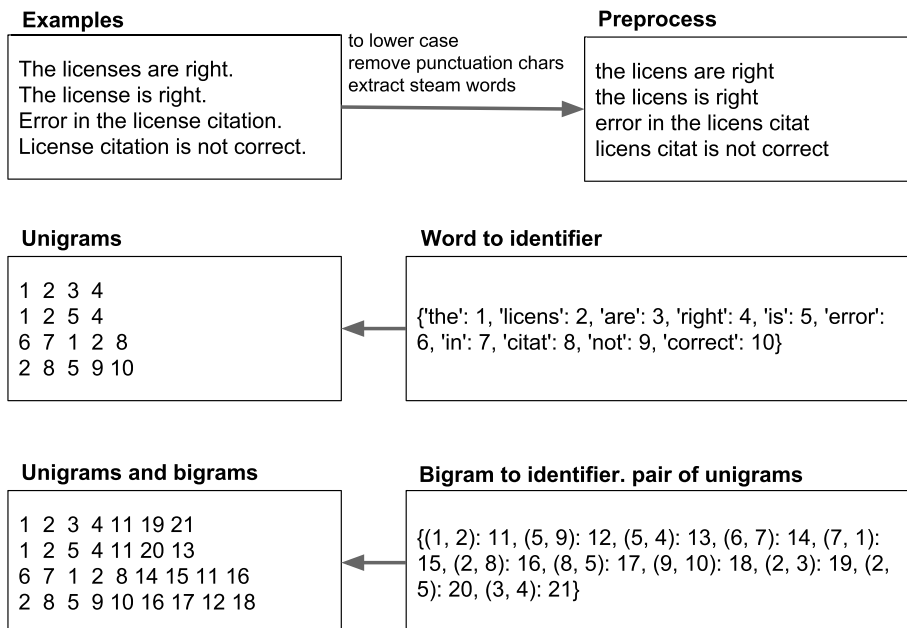 Examples
The licenses are right.
The license is right.
Error in the license citation.
License citation is not correct.
to lower case
remove punctuation chars
extract steam words
Preprocess
the licens are right
the licens is right
error in the licens citat
licens citat is not correct
Unigrams
1 2 3 4
1 2 5 4
6 7 1 2 8
2 8 5 9 10
Word to identifier
{'the': 1, 'licens': 2, 'are': 3, 'right': 4, 'is': 5, 'error':
6, 'in': 7, 'citat': 8, 'not': 9, 'correct': 10}
Unigrams and bigrams
1 2 3 4 11 19 21
1 2 5 4 11 20 13
6 7 1 2 8 14 15 11 16
2 8 5 9 10 16 17 12 18
Bigram to identifier. pair of unigrams
{(1, 2): 11, (5, 9): 12, (5, 4): 13, (6, 7): 14, (7, 1):
15, (2, 8): 16, (8, 5): 17, (9, 10): 18, (2, 3): 19, (2,
5): 20, (3, 4): 21}